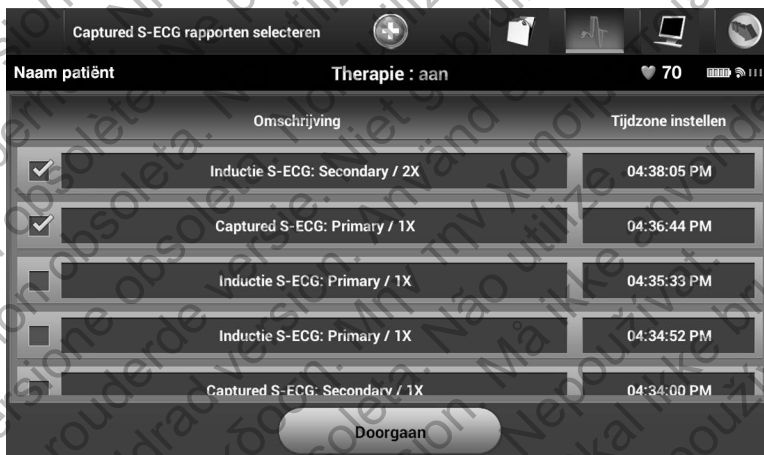 Captured S-ECG rapporten selecteren
Naam patiënt Therapie : aan 70
Omschrijving Tijdzone instellen
Inductie S-ECG: Secondary / 2X 04:38:05 PM
Captured S-ECG: Primary / 1X 04:36:44 PM
Inductie S-ECG: Primary / 1X 04:35:33 PM
Inductie S-ECG: Primary / 1X 04:34:52 PM
Captured S-ECG: Secondary / 1X 04:34:00 PM
Doorgaan